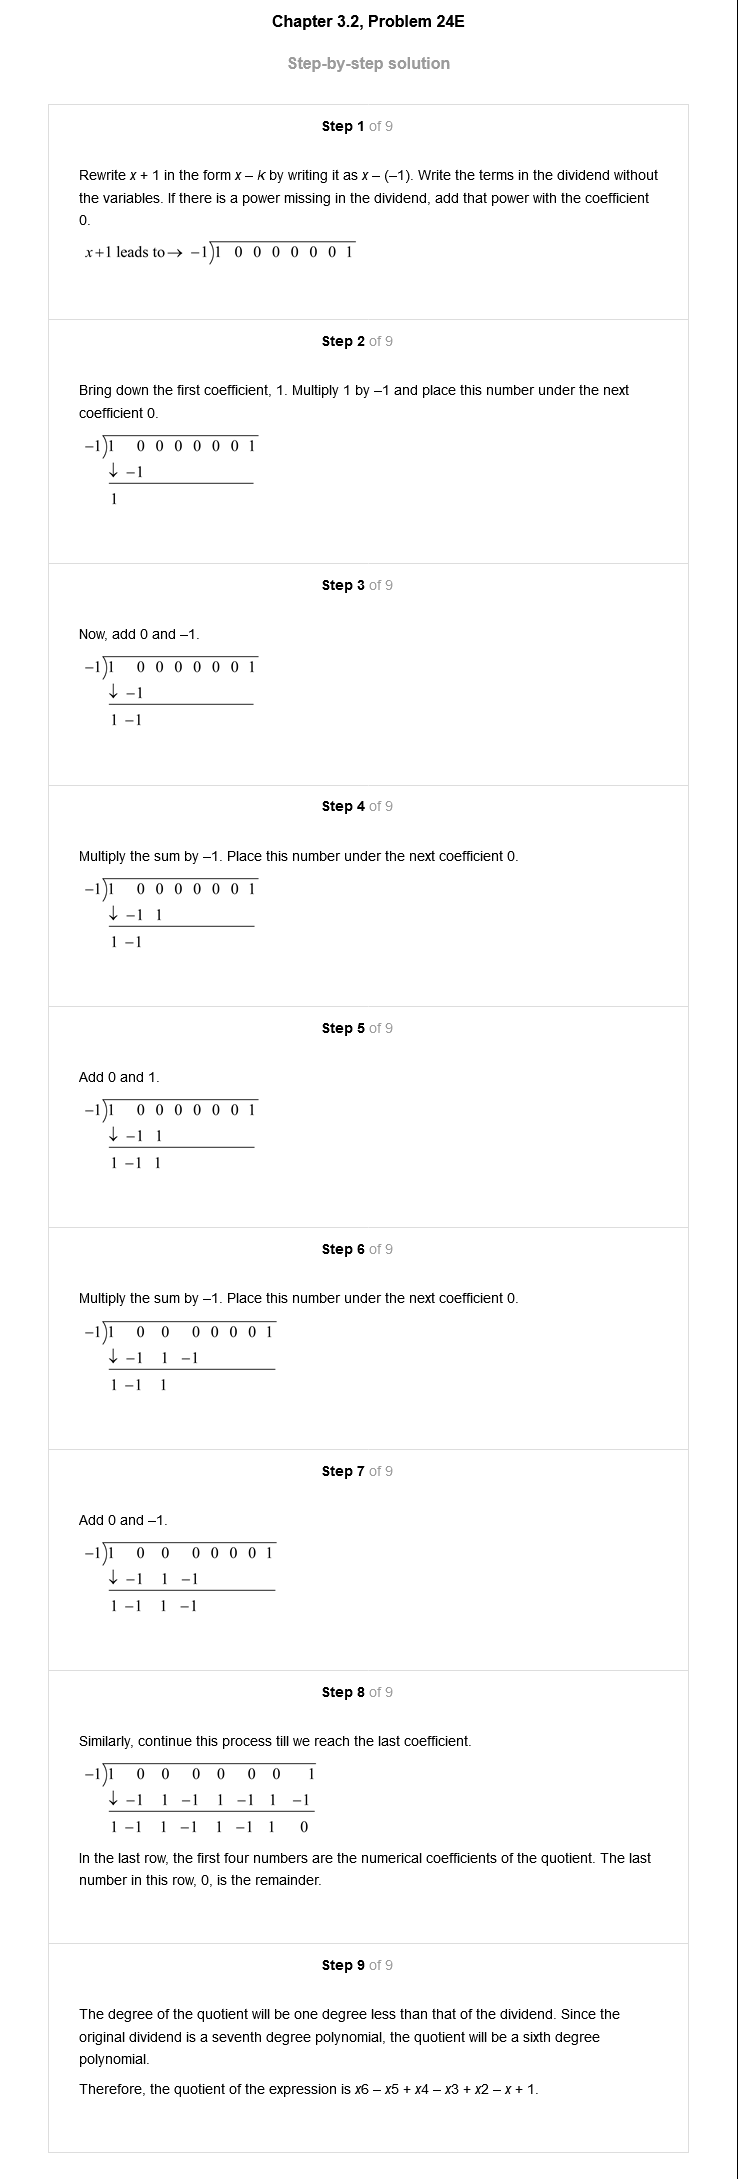 Chapter 3.2, Problem 24E
Step-by-step solution
Step 1 of 9
Rewrite x + 1 in the form x – k by writing it as x – (–1). Write the terms in the dividend without
the variables. If there is a power missing in the dividend, add that power with the coefficient
0.
x+1 leads to→ −1)1 0 0 0 0 0 0 1
Step 2 of 9
Bring down the first coefficient, 1. Multiply 1 by –1 and place this number under the next
coefficient 0.
−1)1 0 0 0 0 0 0 1
↓ −1
1
Step 3 of 9
Now, add 0 and –1.
−1)1 0 0 0 0 0 0 1
↓ −1
1 −1
Step 4 of 9
Multiply the sum by –1. Place this number under the next coefficient 0.
−1)1 0 0 0 0 0 0 1
↓ −1 1
1 −1
Step 5 of 9
Add 0 and 1.
−1)1 0 0 0 0 0 0 1
↓ −1 1
1 −1 1
Step 6 of 9
Multiply the sum by –1. Place this number under the next coefficient 0.
−1)1 0 0 0 0 0 0 1
↓ −1 1 −1
1 −1 1
Step 7 of 9
Add 0 and –1.
−1)1 0 0 0 0 0 0 1
↓ −1 1 −1
1 −1 1 −1
Step 8 of 9
Similarly, continue this process till we reach the last coefficient.
−1)1 0 0 0 0 0 0 1
↓ −1 1 −1 1 −1 1 −1
1 −1 1 −1 1 −1 1 0
In the last row, the first four numbers are the numerical coefficients of the quotient. The last
number in this row, 0, is the remainder.
Step 9 of 9
The degree of the quotient will be one degree less than that of the dividend. Since the
original dividend is a seventh degree polynomial, the quotient will be a sixth degree
polynomial.
Therefore, the quotient of the expression is x6 – x5 + x4 – x3 + x2 – x + 1.